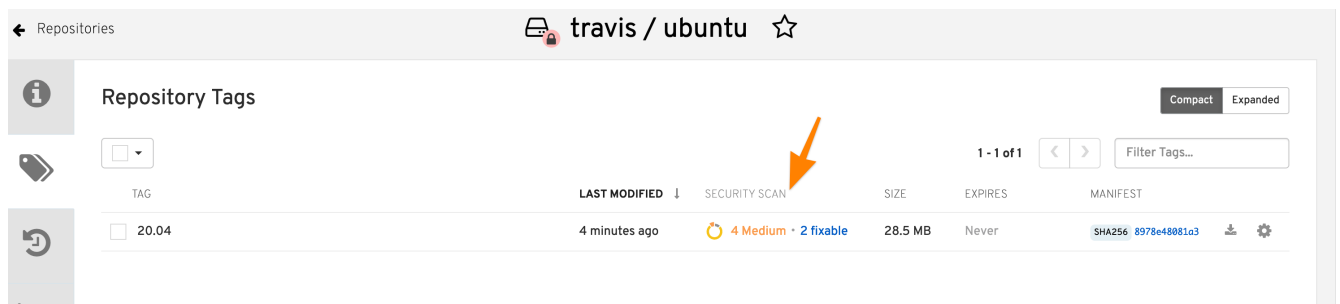 Repositories
travis / ubuntu
Repository Tags
Compact Expanded
1 - 1 of 1 Filter Tags...
TAG LAST MODIFIED ↓ SECURITY SCAN SIZE EXPIRES MANIFEST
20.04 4 minutes ago 4 Medium · 2 fixable 28.5 MB Never SHA256 8978e48081a3